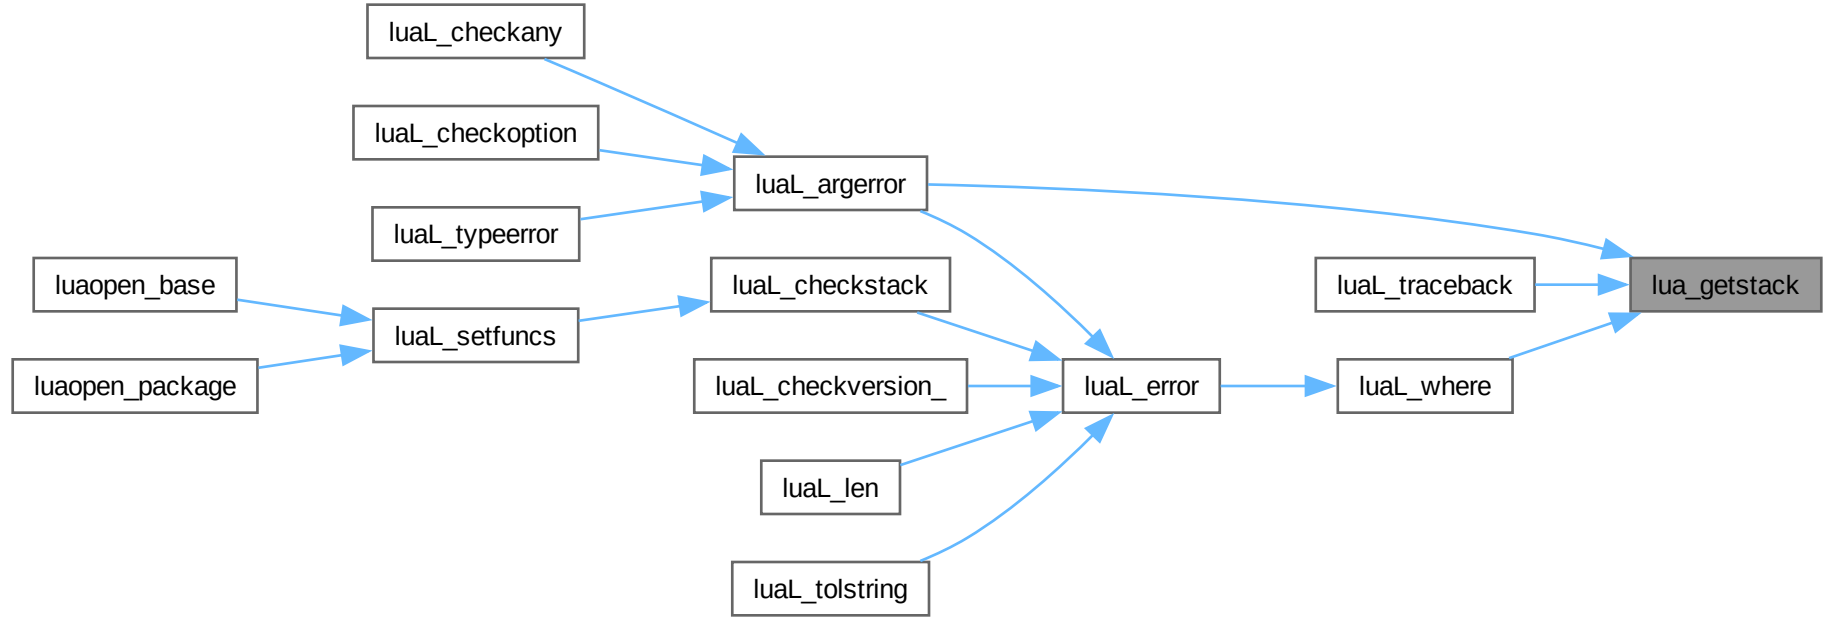 luaL_checkany
luaL_checkoption
luaL_argerror
luaL_typeerror
luaopen_base
luaL_checkstack
luaL_traceback
lua_getstack
luaL_setfuncs
luaopen_package
luaL_checkversion_
luaL_error
luaL_where
luaL_len
luaL_tolstring